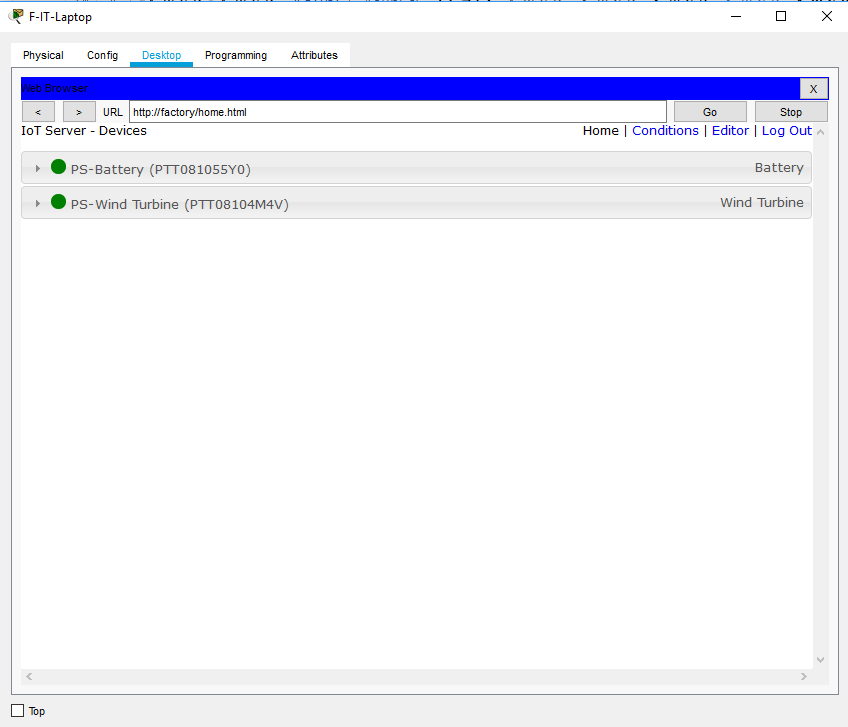 F-IT-Laptop
Physical Config Desktop Programming Attributes
Web Browser X
< > URL http://factory/home.html Go Stop
IoT Server - Devices Home | Conditions | Editor | Log Out
PS-Battery (PTT081055Y0) Battery
PS-Wind Turbine (PTT08104M4V) Wind Turbine
Top